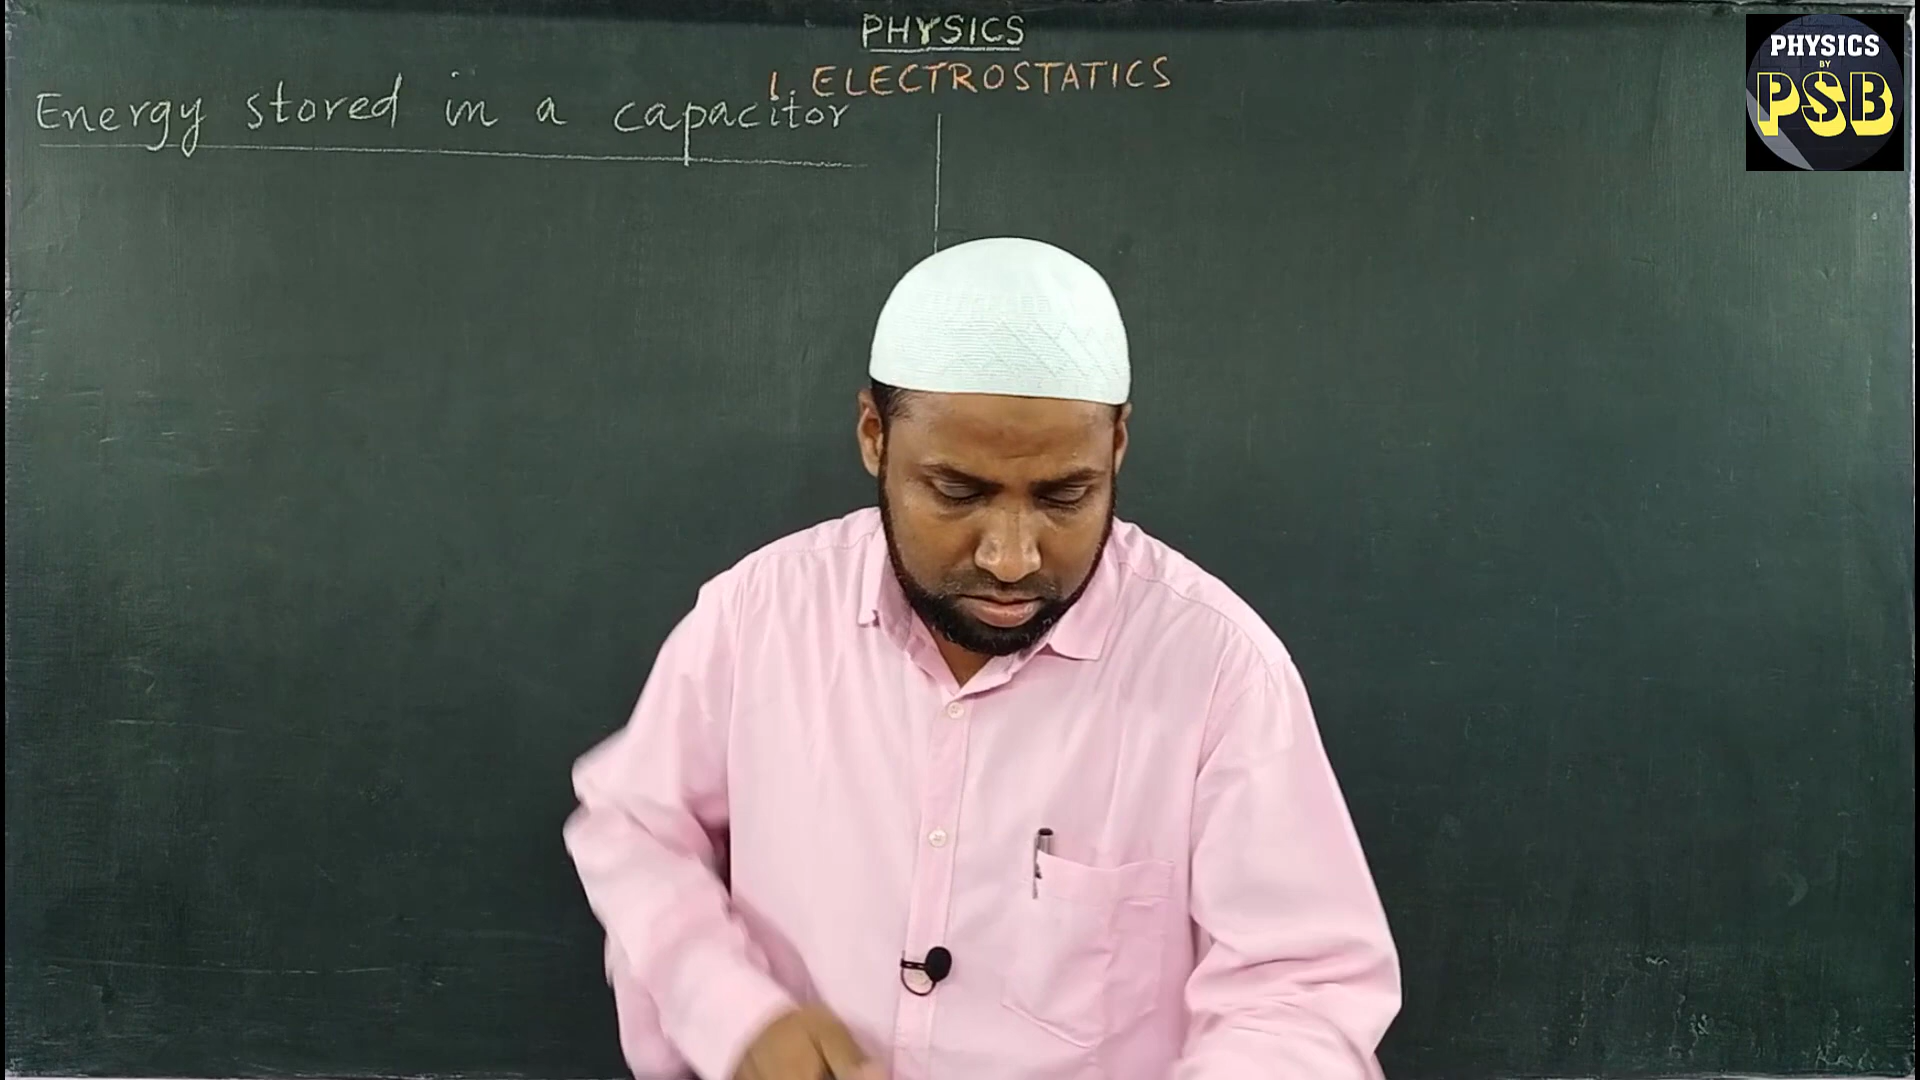 PHYSICS
1. ELECTROSTATICS
Energy stored in a capacitor
PHYSICS
BY
PSB